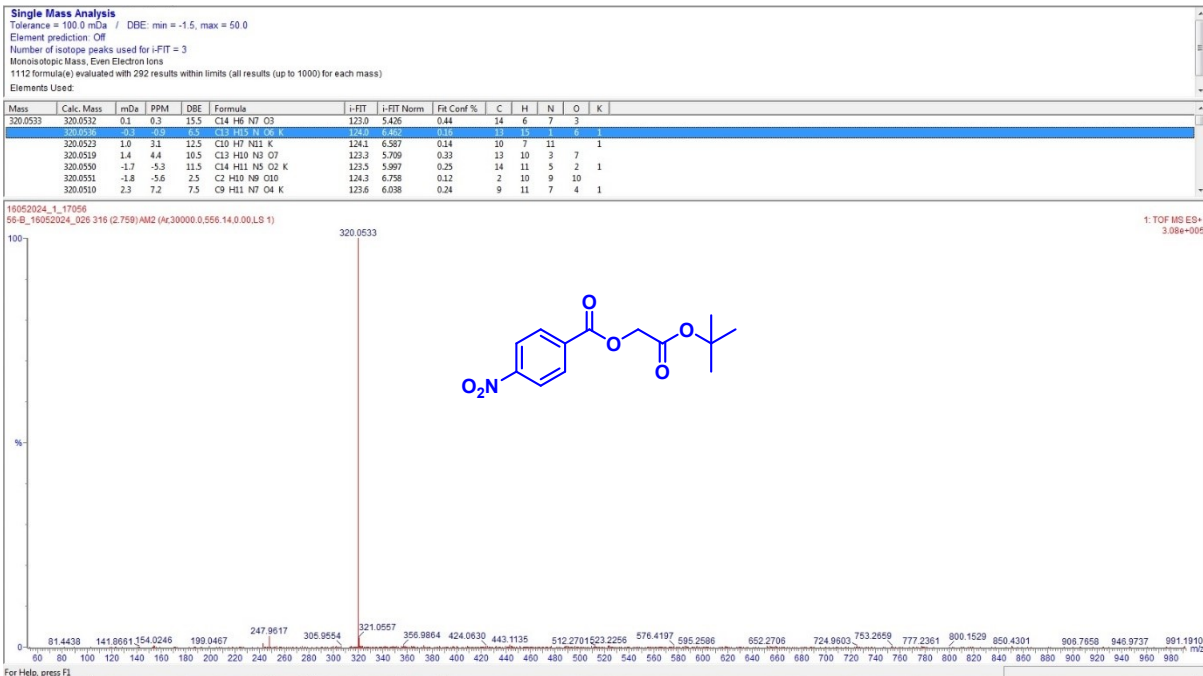 Single Mass Analysis
Tolerance = 100.0 mDa / DBE: min = -1.5, max = 50.0
Element prediction: Off
Number of isotope peaks used for i-FIT = 3
Monoisotopic Mass, Even Electron Ions
1112 formula(e) evaluated with 292 results within limits (all results (up to 1000) for each mass)
Elements Used:
Mass Calc. Mass mDa PPM DBE Formula i-FIT i-FIT Norm Fit Conf % C H N O K
320.0533 320.0532 0.1 0.3 15.5 C14 H6 N7 O3 123.0 5.426 0.44 14 6 7 3
320.0536 -0.3 -0.9 6.5 C13 H15 N O6 K 124.0 6.462 0.16 13 15 1 6 1
320.0523 1.0 3.1 12.5 C10 H7 N11 K 124.1 6.587 0.14 10 7 11 1
320.0519 1.4 4.4 10.5 C13 H10 N3 O7 123.3 5.709 0.33 13 10 3 7
320.0550 -1.7 -5.3 11.5 C14 H11 N5 O2 K 123.5 5.997 0.25 14 11 5 2 1
320.0551 -1.8 -5.6 2.5 C2 H10 N9 O10 124.3 6.758 0.12 2 10 9 10
320.0510 2.3 7.2 7.5 C9 H11 N7 O4 K 123.6 6.038 0.24 9 11 7 4 1
16052024_1_17056
56-B_16052024_026 316 (2.759) AM2 (Ar,30000.0,556.14,0.00,LS 1)
1: TOF MS ES+
3.08e+005
100
320.0533
O
O
O
O
O₂N
%
81.4438 141.8661 154.0246 199.0467 247.9617 305.9554 321.0557 356.9864 424.0630 443.1135 512.2701 523.2256 576.4197 595.2586 652.2706 724.9603 753.2659 777.2361 800.1529 850.4301 906.7658 946.9737 991.1910
0
60 80 100 120 140 160 180 200 220 240 260 280 300 320 340 360 380 400 420 440 460 480 500 520 540 560 580 600 620 640 660 680 700 720 740 760 780 800 820 840 860 880 900 920 940 960 980
m/z
For Help, press F1